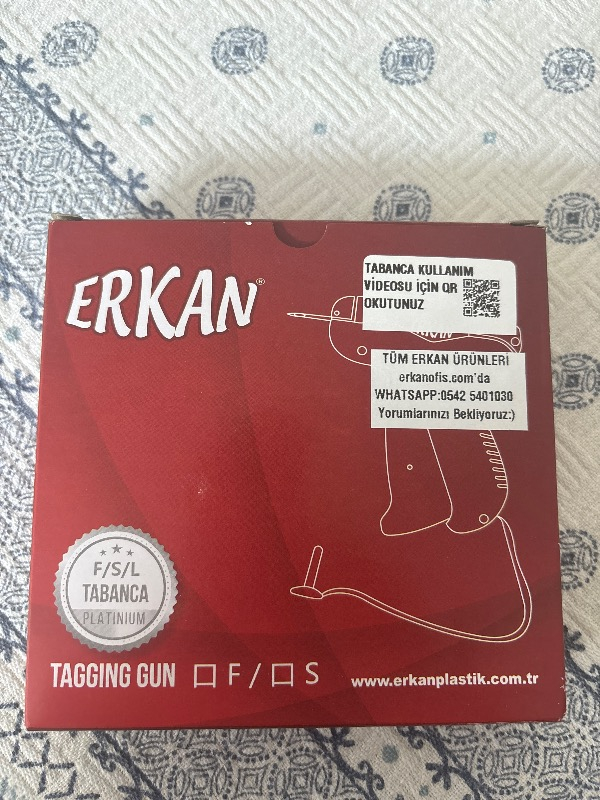 ERKAN®
TABANCA KULLANIM
VİDEOSU İÇİN QR
OKUTUNUZ
ERKAN
TÜM ERKAN ÜRÜNLERİ
erkanofis.com'da
WHATSAPP:0542 5401030
Yorumlarınızı Bekliyoruz:)
F/S/L
TABANCA
PLATINIUM
TAGGING GUN □ F / □ S
www.erkanplastik.com.tr